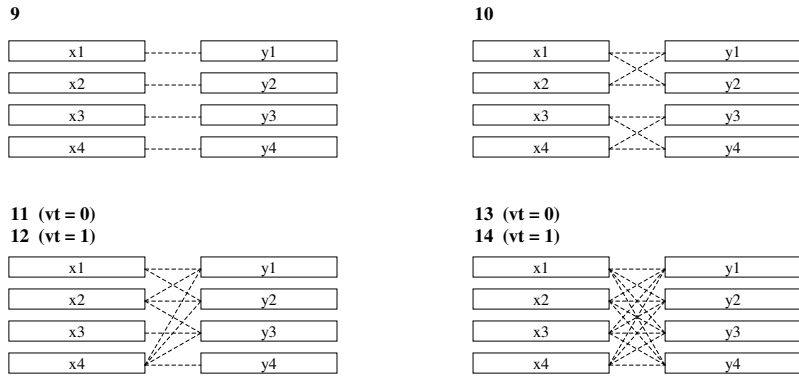 9
x1 y1
x2 y2
x3 y3
x4 y4
10
x1 y1
x2 y2
x3 y3
x4 y4
11 (vt = 0)
12 (vt = 1)
x1 y1
x2 y2
x3 y3
x4 y4
13 (vt = 0)
14 (vt = 1)
x1 y1
x2 y2
x3 y3
x4 y4